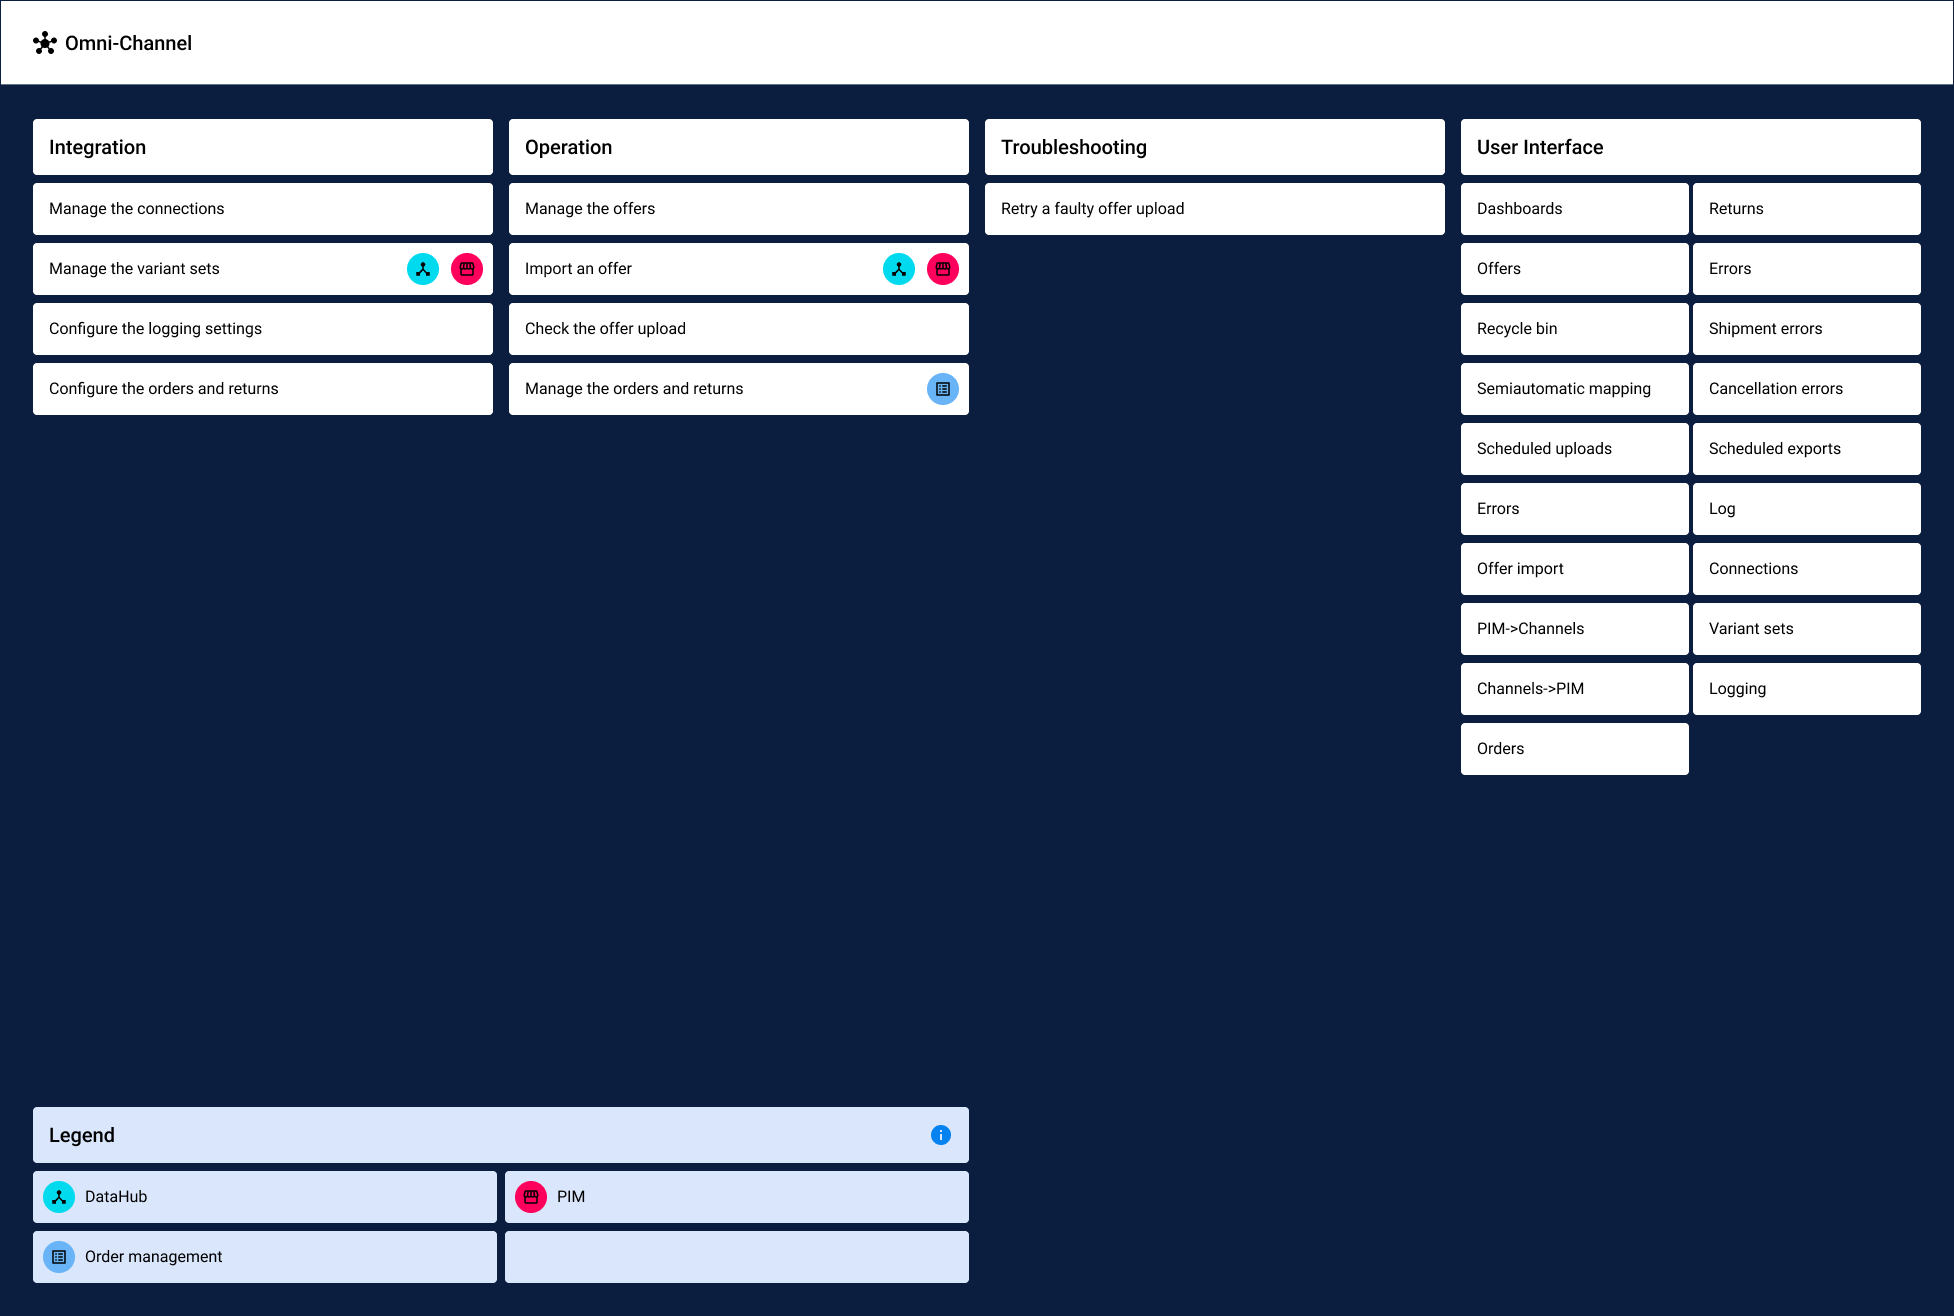 Omni-Channel
Integration
Manage the connections
Manage the variant sets
Configure the logging settings
Configure the orders and returns
Operation
Manage the offers
Import an offer
Check the offer upload
Manage the orders and returns
Troubleshooting
Retry a faulty offer upload
User Interface
Dashboards
Offers
Recycle bin
Semiautomatic mapping
Scheduled uploads
Errors
Offer import
PIM->Channels
Channels->PIM
Orders
Returns
Errors
Shipment errors
Cancellation errors
Scheduled exports
Log
Connections
Variant sets
Logging
Legend
DataHub
PIM
Order management